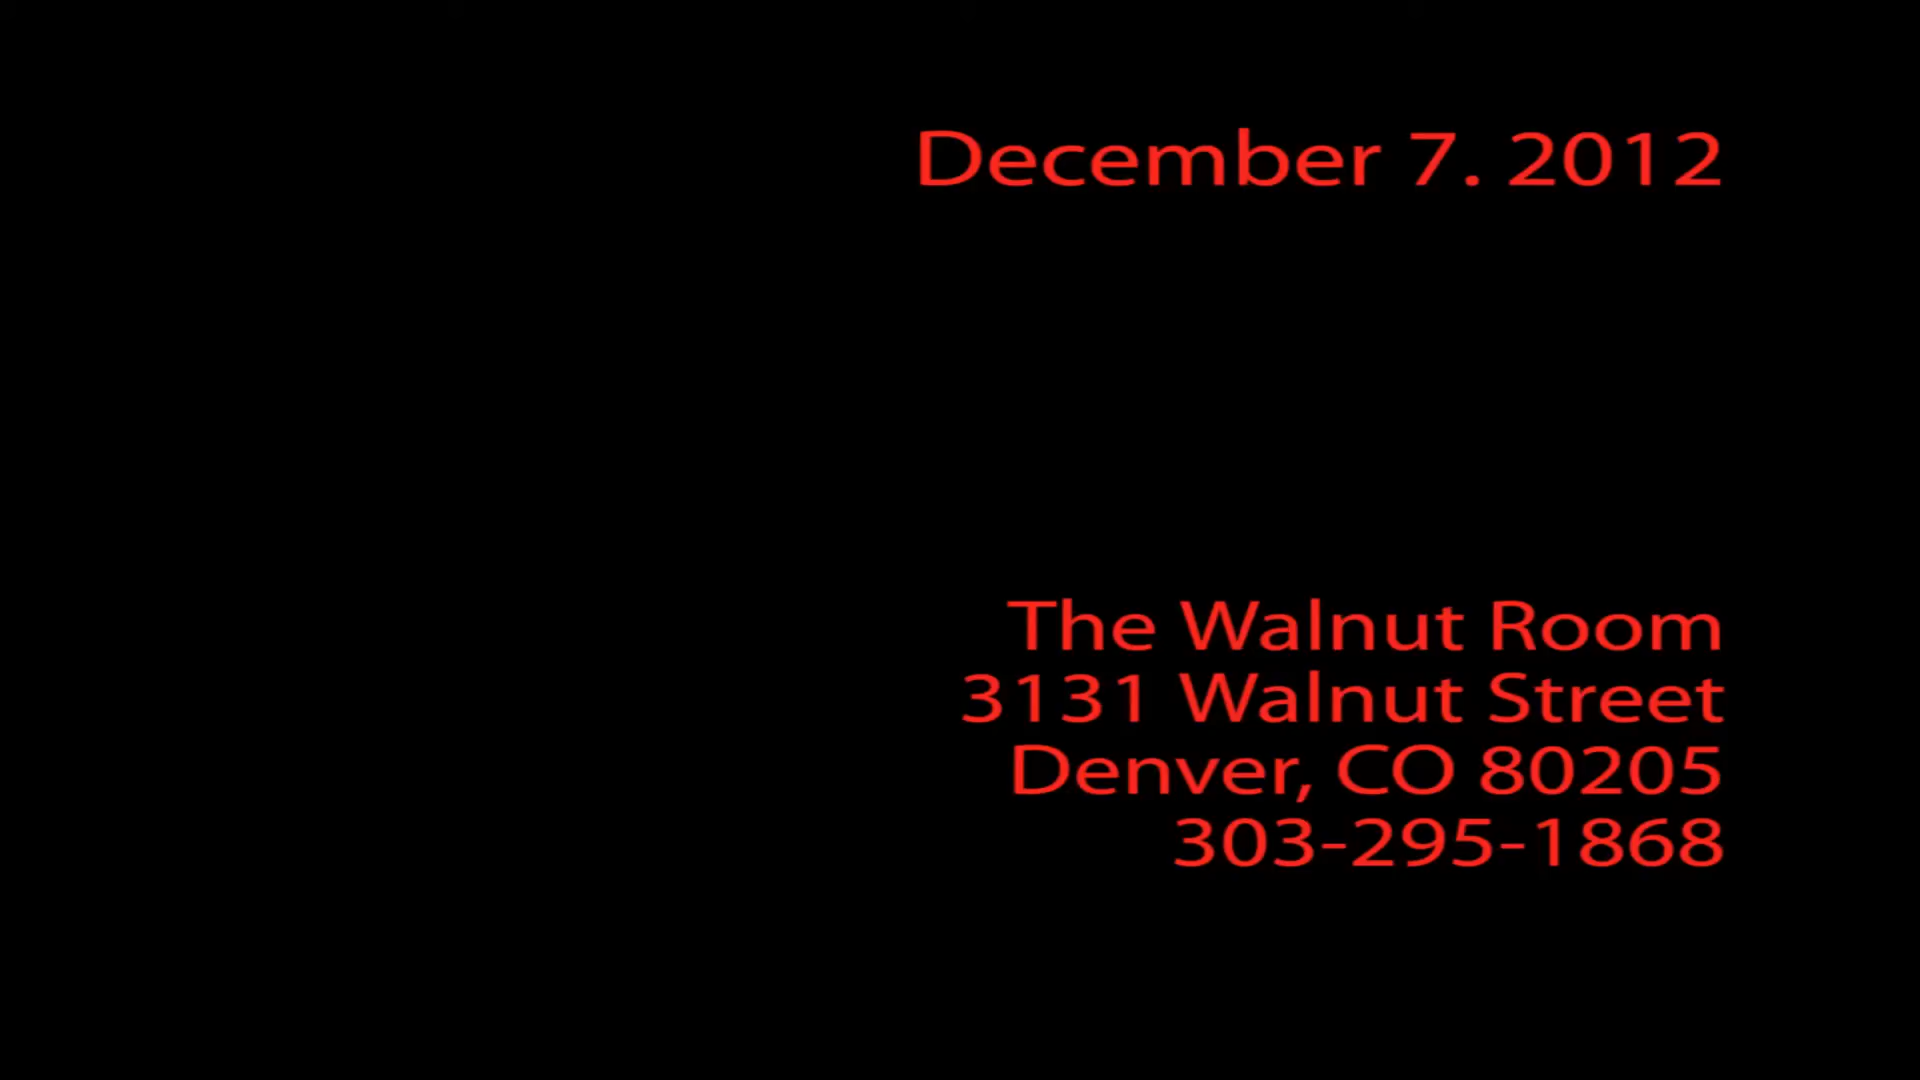 December 7. 2012
The Walnut Room
3131 Walnut Street
Denver, CO 80205
303-295-1868